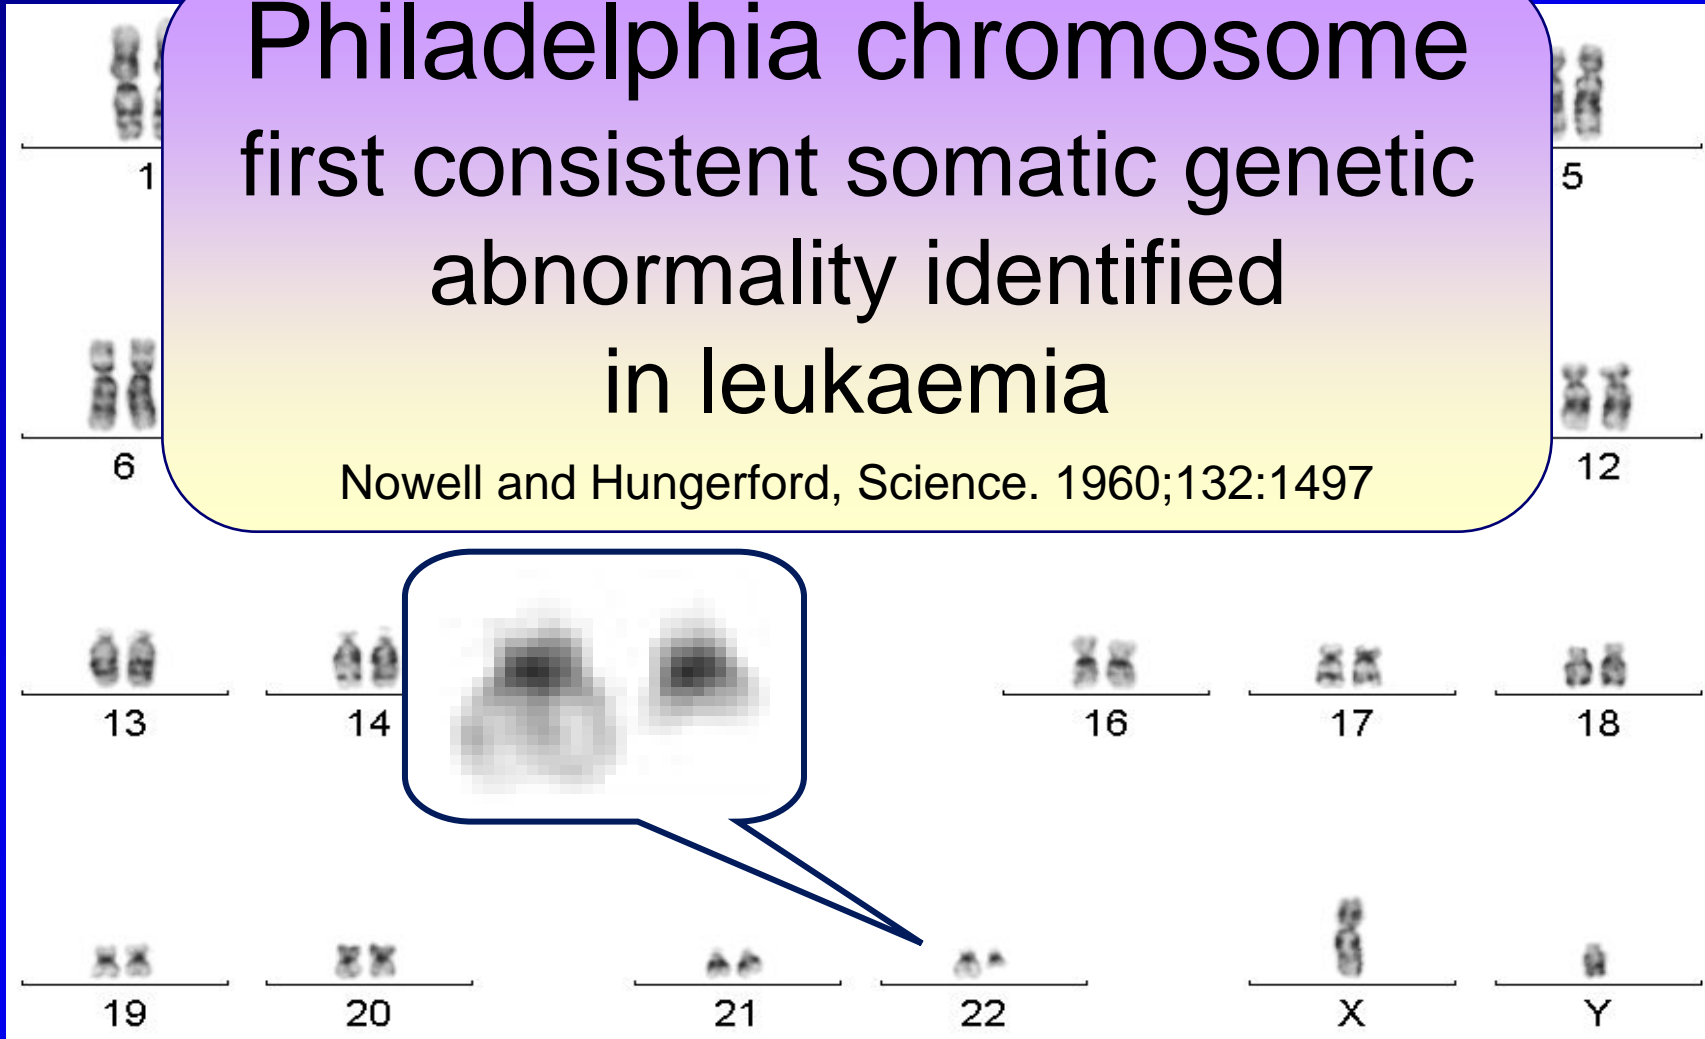 Philadelphia chromosome
first consistent somatic genetic
abnormality identified
in leukaemia
Nowell and Hungerford, Science. 1960;132:1497
1
5
6
12
13
14
16
17
18
19
20
21
22
X
Y